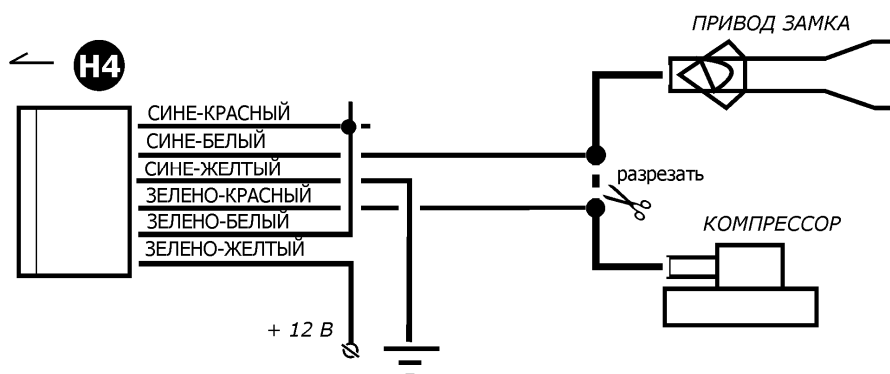 ПРИВОД ЗАМКА
H4
СИНЕ-КРАСНЫЙ
СИНЕ-БЕЛЫЙ
СИНЕ-ЖЕЛТЫЙ
разрезать
ЗЕЛЕНО-КРАСНЫЙ
ЗЕЛЕНО-БЕЛЫЙ
КОМПРЕССОР
ЗЕЛЕНО-ЖЕЛТЫЙ
+ 12 В